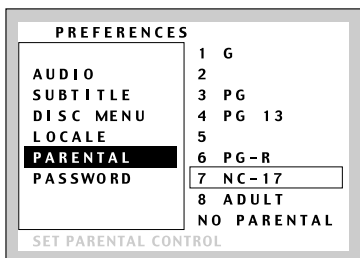 PREFERENCES
AUDIO
SUBTITLE
DISC MENU
LOCALE
PARENTAL
PASSWORD
1 G
2
3 PG
4 PG 13
5
6 PG-R
7 NC-17
8 ADULT
NO PARENTAL
SET PARENTAL CONTROL